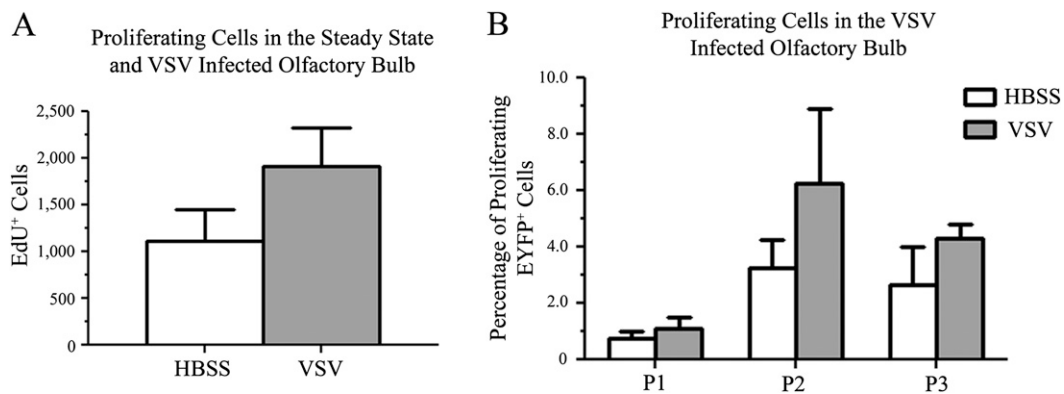 A
Proliferating Cells in the Steady State
and VSV Infected Olfactory Bulb
EdU⁺ Cells
2,500
2,000
1,500
1,000
500
0
HBSS
VSV
B
Proliferating Cells in the VSV
Infected Olfactory Bulb
Percentage of Proliferating
EYFP⁺ Cells
10.0
8.0
6.0
4.0
2.0
0
HBSS
VSV
P1
P2
P3